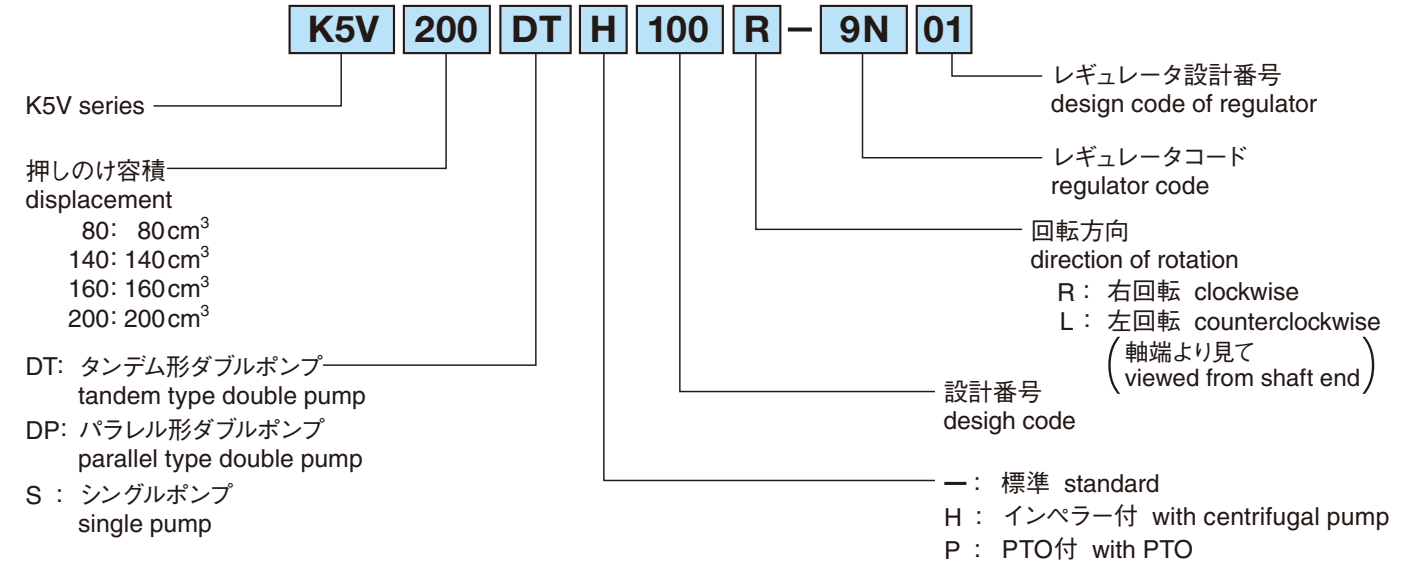 K5V 200 DT H 100 R － 9N 01
K5V series
押しのけ容積
displacement
80： 80cm³
140：140cm³
160：160cm³
200：200cm³
DT： タンデム形ダブルポンプ
tandem type double pump
DP： パラレル形ダブルポンプ
parallel type double pump
S ： シングルポンプ
single pump
レギュレータ設計番号
design code of regulator
レギュレータコード
regulator code
回転方向
direction of rotation
R： 右回転 clockwise
L： 左回転 counterclockwise
(軸端より見て
viewed from shaft end)
設計番号
desigh code
ー： 標準 standard
H ： インペラー付 with centrifugal pump
P ： PTO付 with PTO